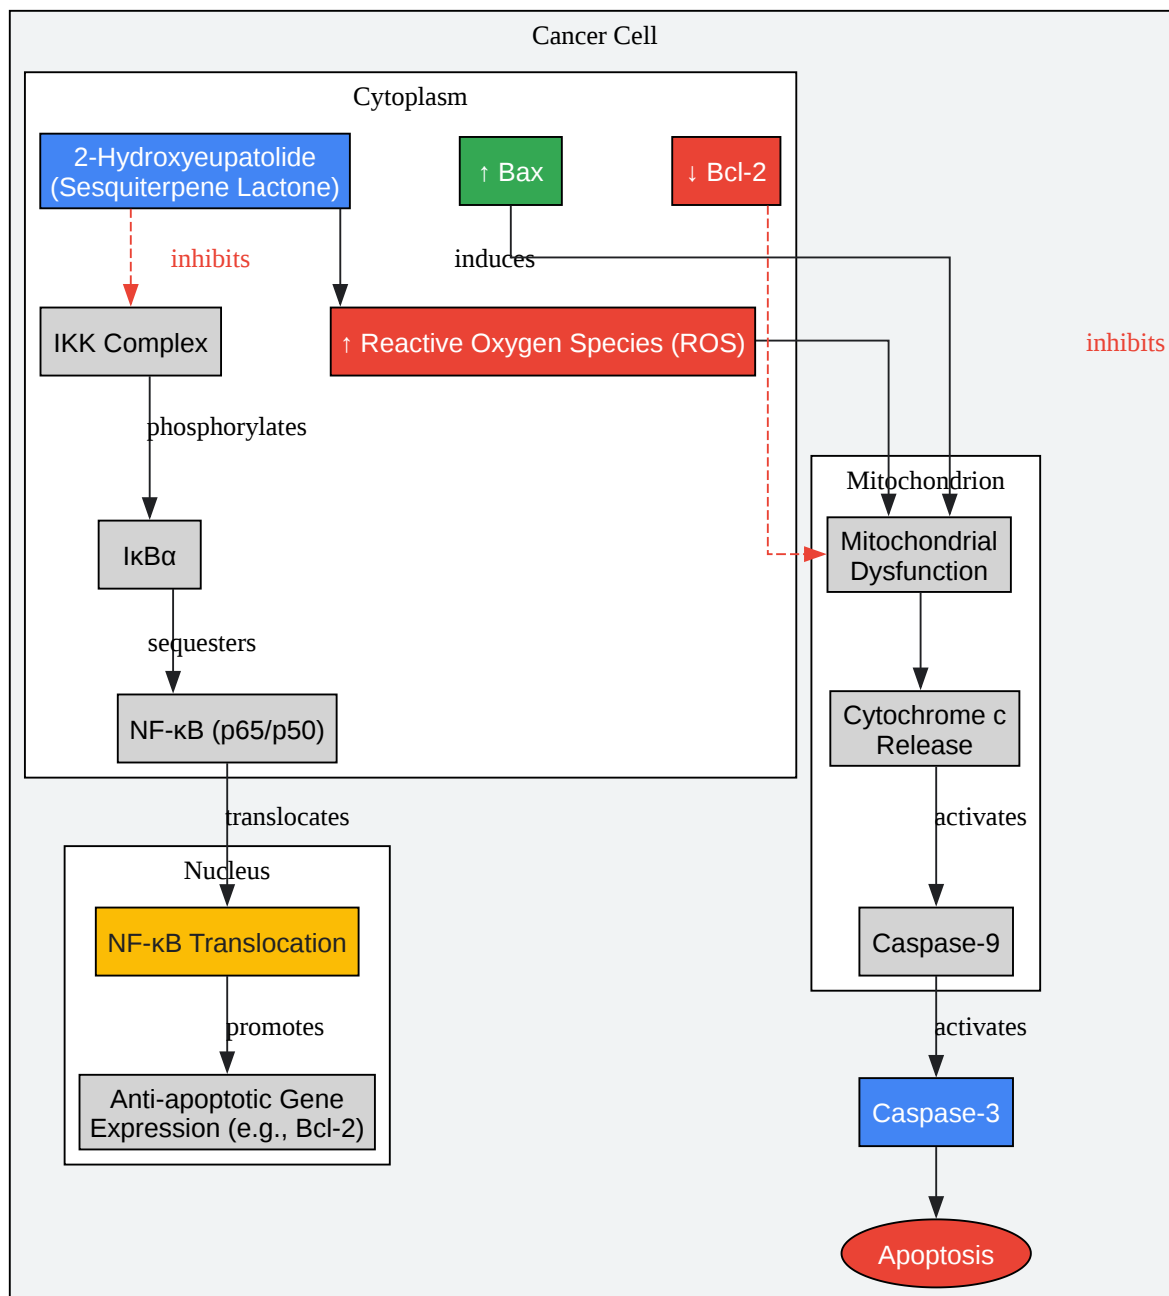 Cancer Cell
Cytoplasm
2-Hydroxyeupatolide
(Sesquiterpene Lactone)
↑ Bax
↓ Bcl-2
inhibits
induces
IKK Complex
↑ Reactive Oxygen Species (ROS)
inhibits
phosphorylates
Mitochondrion
IκBα
Mitochondrial
Dysfunction
sequesters
NF-κB (p65/p50)
Cytochrome c
Release
translocates
activates
Nucleus
NF-κB Translocation
Caspase-9
promotes
activates
Anti-apoptotic Gene
Expression (e.g., Bcl-2)
Caspase-3
Apoptosis